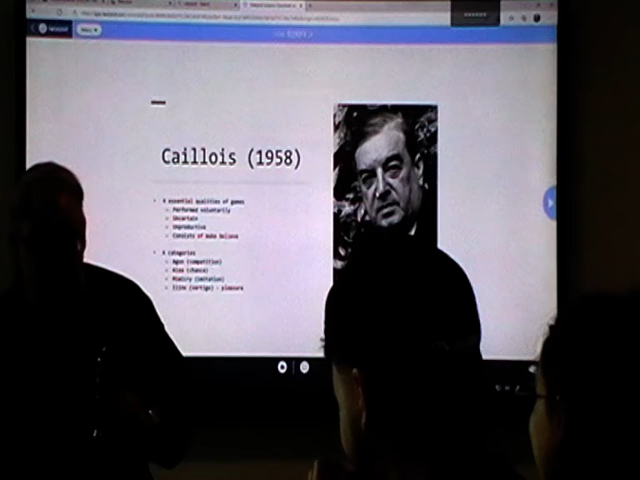 Caillois (1958)
4 essential qualities of games
Performed voluntarily
Uncertain
Unproductive
Consists of make believe
4 categories
Agon (competition)
Alea (chance)
Mimicry (imitation)
Ilinx (vertigo) - pleasure